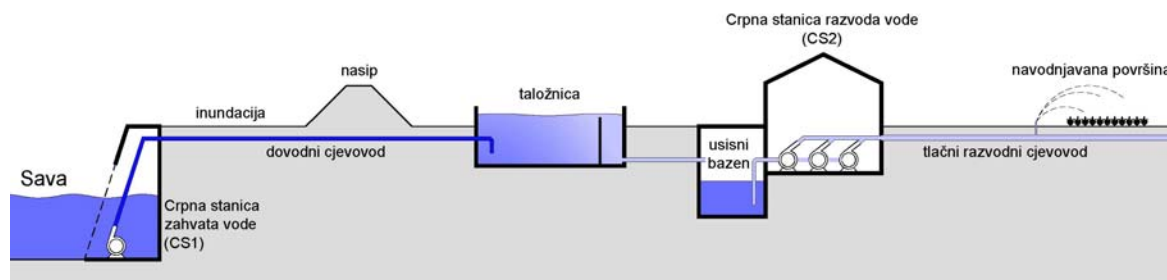 Crpna stanica razvoda vode
(CS2)
nasip
navodnjavana površina
taložnica
inundacija
dovodni cjevovod
usisni
bazen
tlačni razvodni cjevovod
Sava
Crpna stanica
zahvata vode
(CS1)